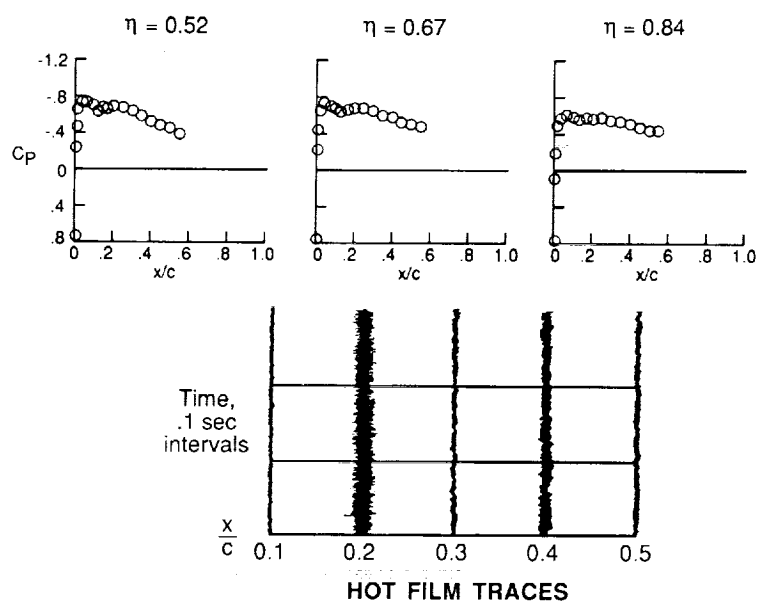 η = 0.52
η = 0.67
η = 0.84
-1.2
-.8
-.4
0
.4
.8
CP
0 .2 .4 .6 .8 1.0
0 .2 .4 .6 .8 1.0
0 .2 .4 .6 .8 1.0
x/c
x/c
x/c
Time,
.1 sec
intervals
x/c
0.1 0.2 0.3 0.4 0.5
HOT FILM TRACES